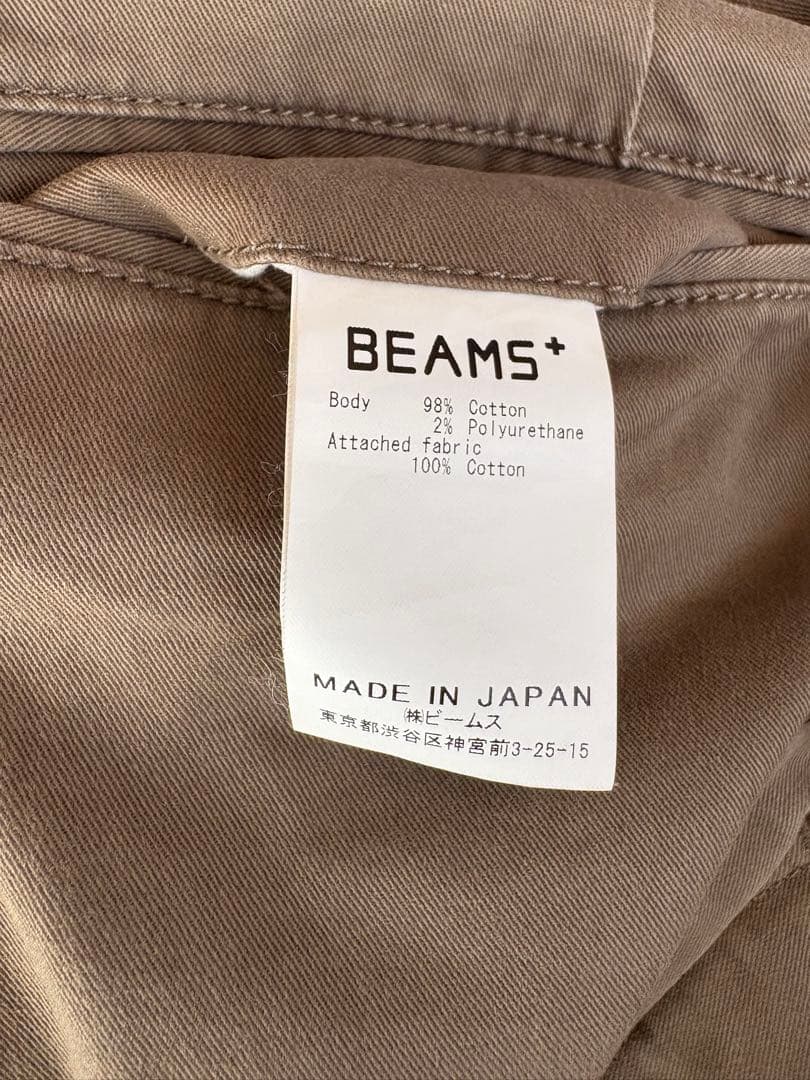 BEAMS+
Body 98% Cotton
2% Polyurethane
Attached fabric
100% Cotton
MADE IN JAPAN
㈱ビームス
東京都渋谷区神宮前3-25-15